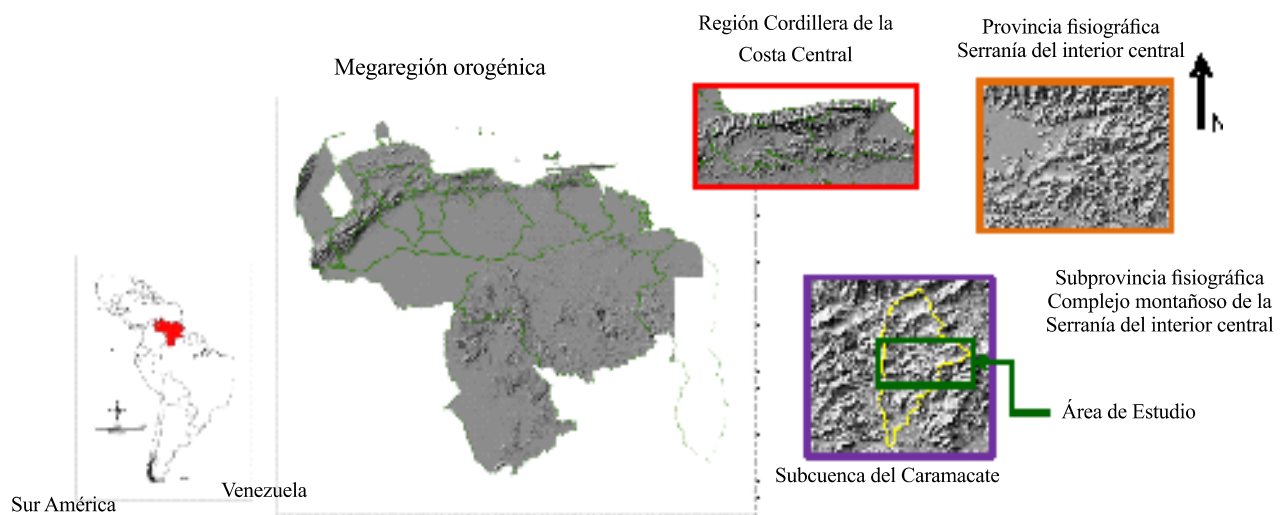 Megaregión orogénica
Región Cordillera de la
Costa Central
Provincia fisiográfica
Serranía del interior central
N
Subprovincia fisiográfica
Complejo montañoso de la
Serranía del interior central
Área de Estudio
Subcuenca del Caramacate
Venezuela
Sur América